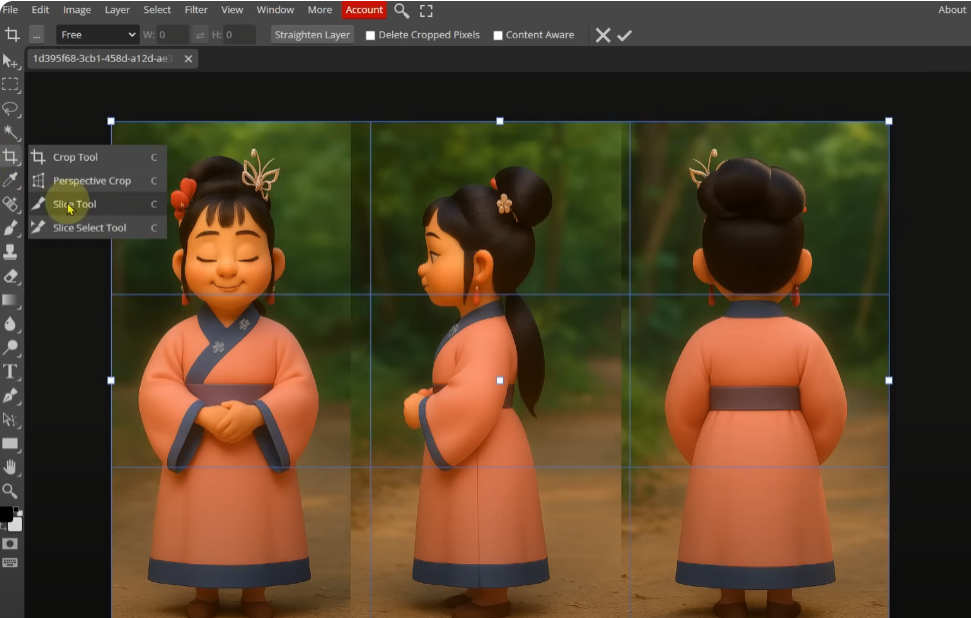 File Edit Image Layer Select Filter View Window More Account About
... Free W: 0 H: 0 Straighten Layer Delete Cropped Pixels Content Aware
1d395f68-3cb1-458d-a12d-ae3
Crop Tool C
Perspective Crop C
Slice Tool C
Slice Select Tool C
T